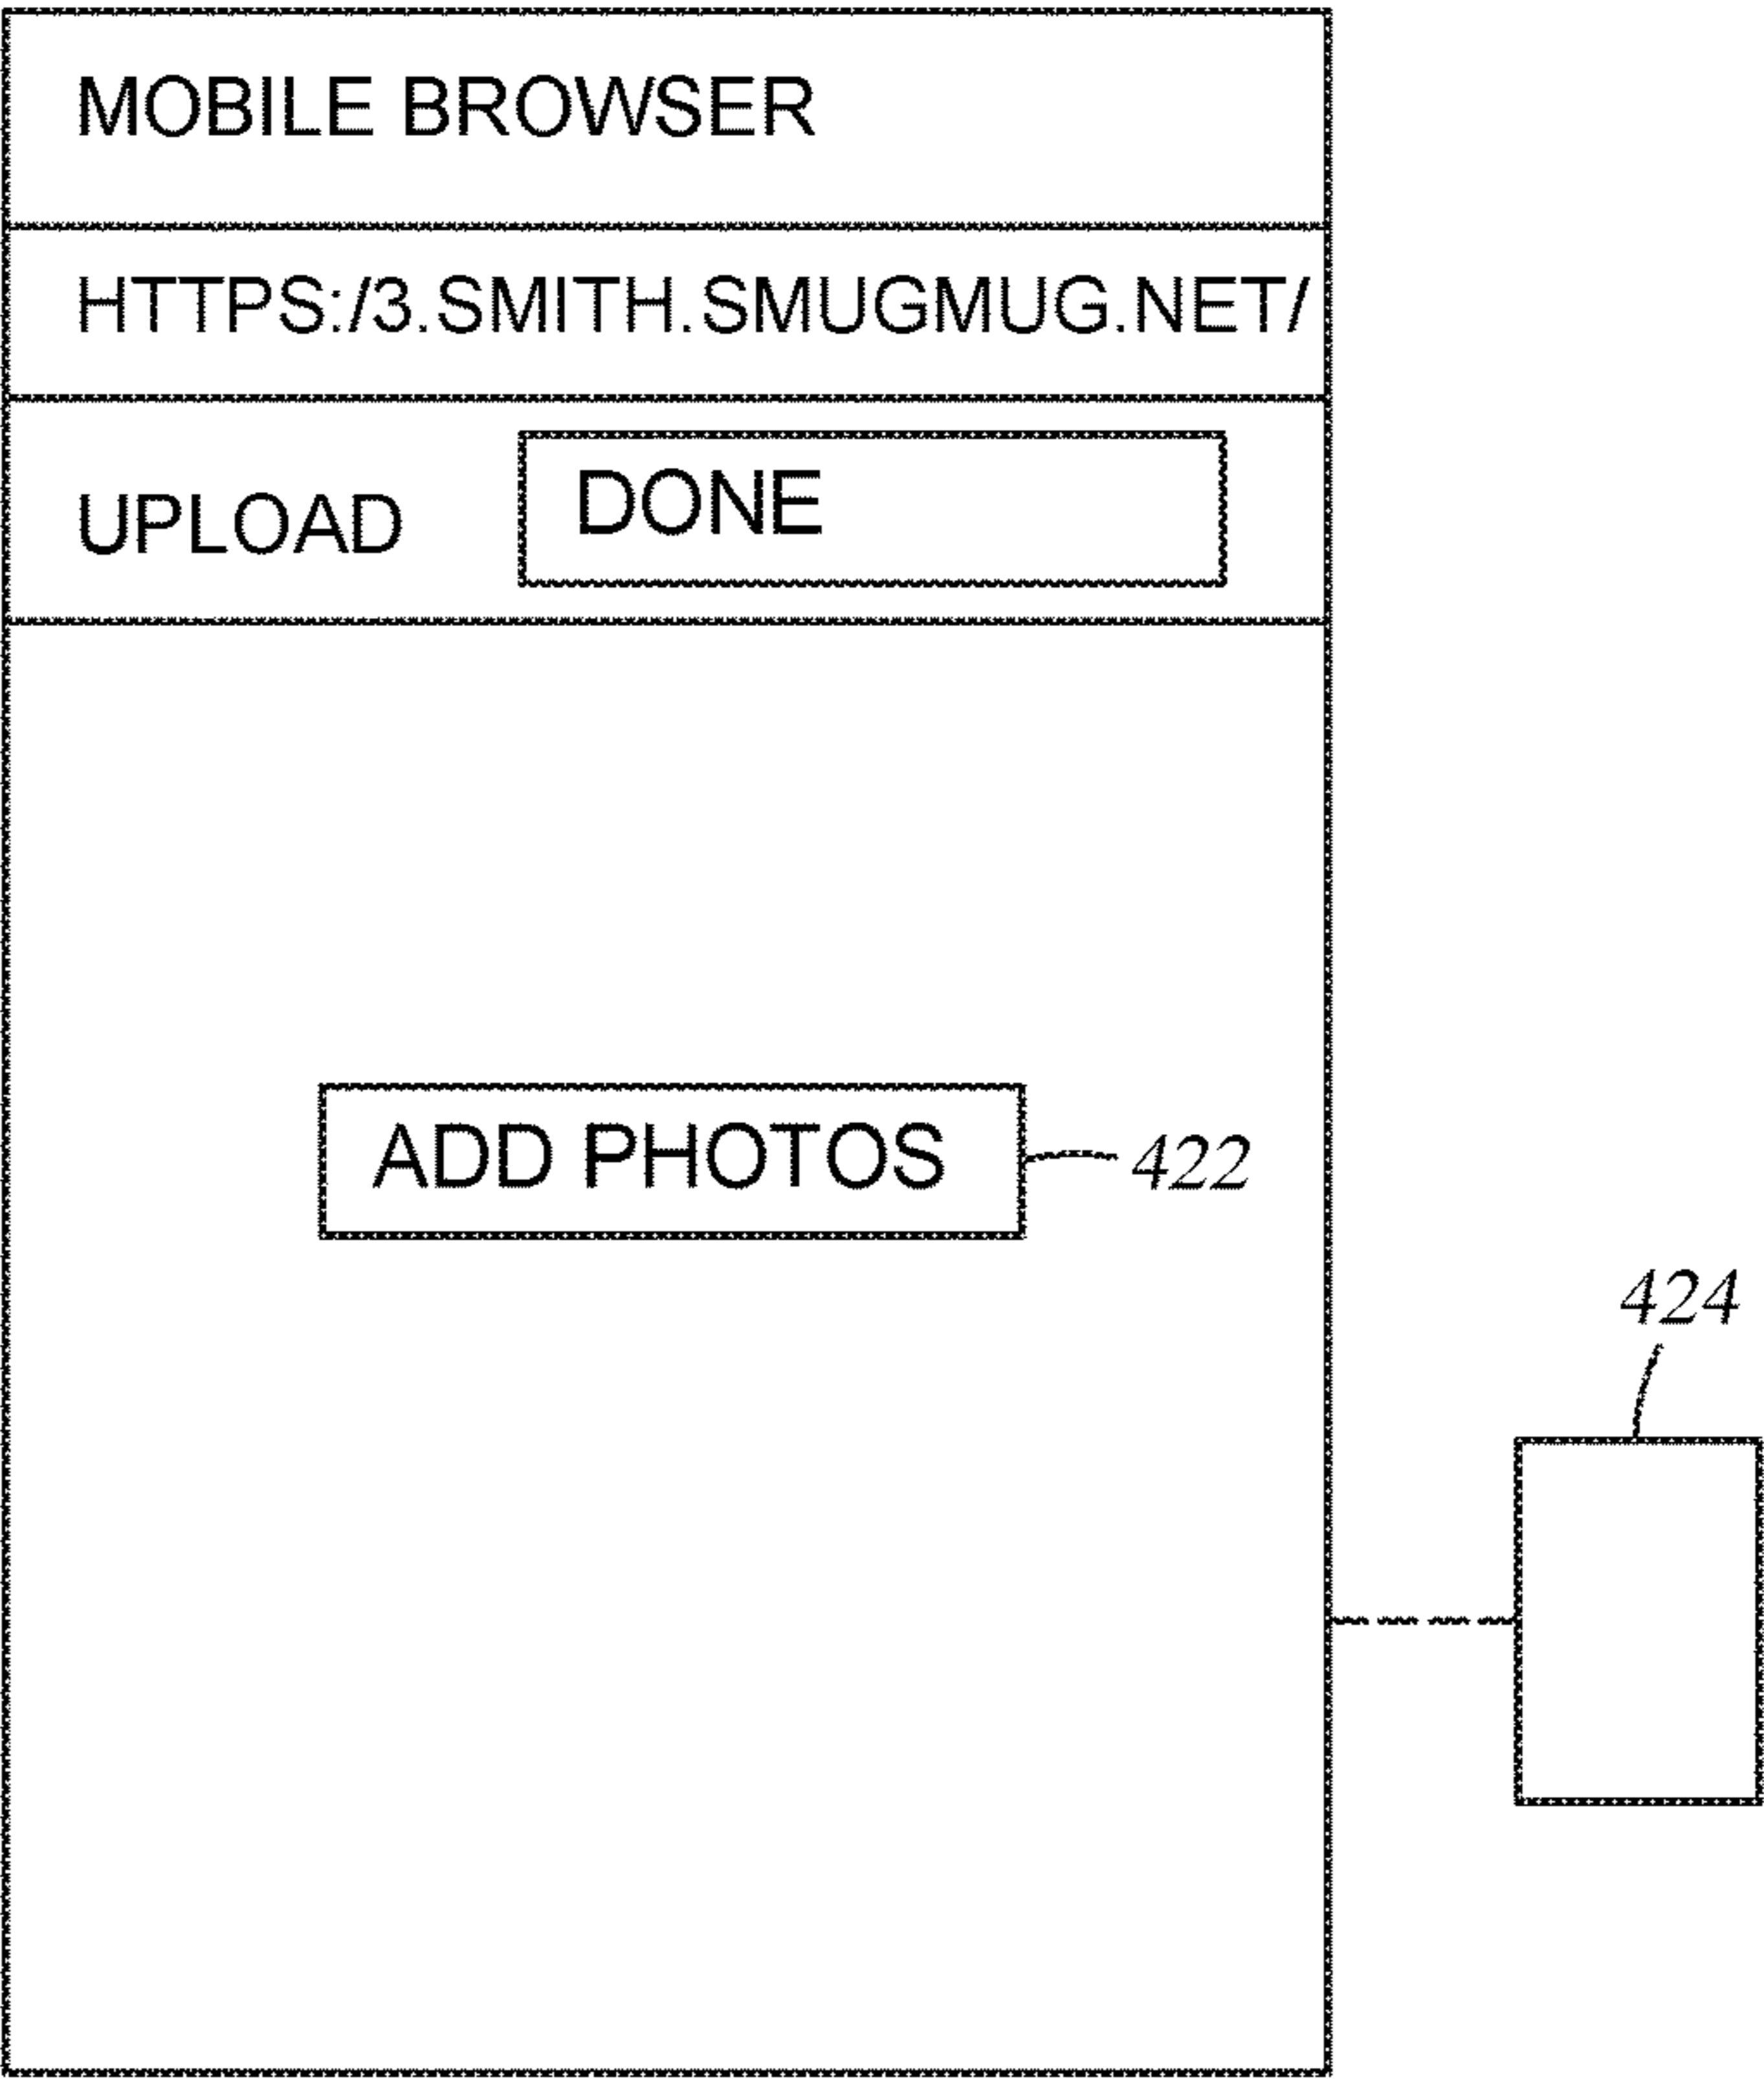 MOBILE BROWSER
HTTPS:/3.SMITH.SMUGMUG.NET/
UPLOAD DONE
ADD PHOTOS 422
424